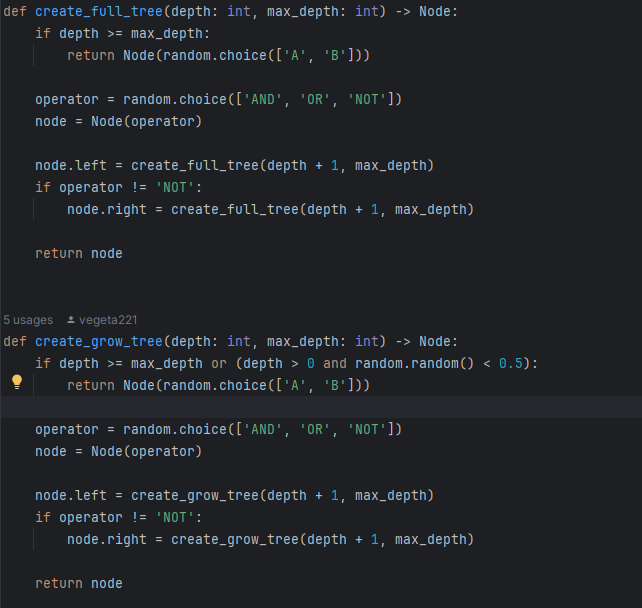 def create_full_tree(depth: int, max_depth: int) -> Node:
    if depth >= max_depth:
        return Node(random.choice(['A', 'B']))
    operator = random.choice(['AND', 'OR', 'NOT'])
    node = Node(operator)
    node.left = create_full_tree(depth + 1, max_depth)
    if operator != 'NOT':
        node.right = create_full_tree(depth + 1, max_depth)
    return node
5 usages vegeta221
def create_grow_tree(depth: int, max_depth: int) -> Node:
    if depth >= max_depth or (depth > 0 and random.random() < 0.5):
        return Node(random.choice(['A', 'B']))
    operator = random.choice(['AND', 'OR', 'NOT'])
    node = Node(operator)
    node.left = create_grow_tree(depth + 1, max_depth)
    if operator != 'NOT':
        node.right = create_grow_tree(depth + 1, max_depth)
    return node